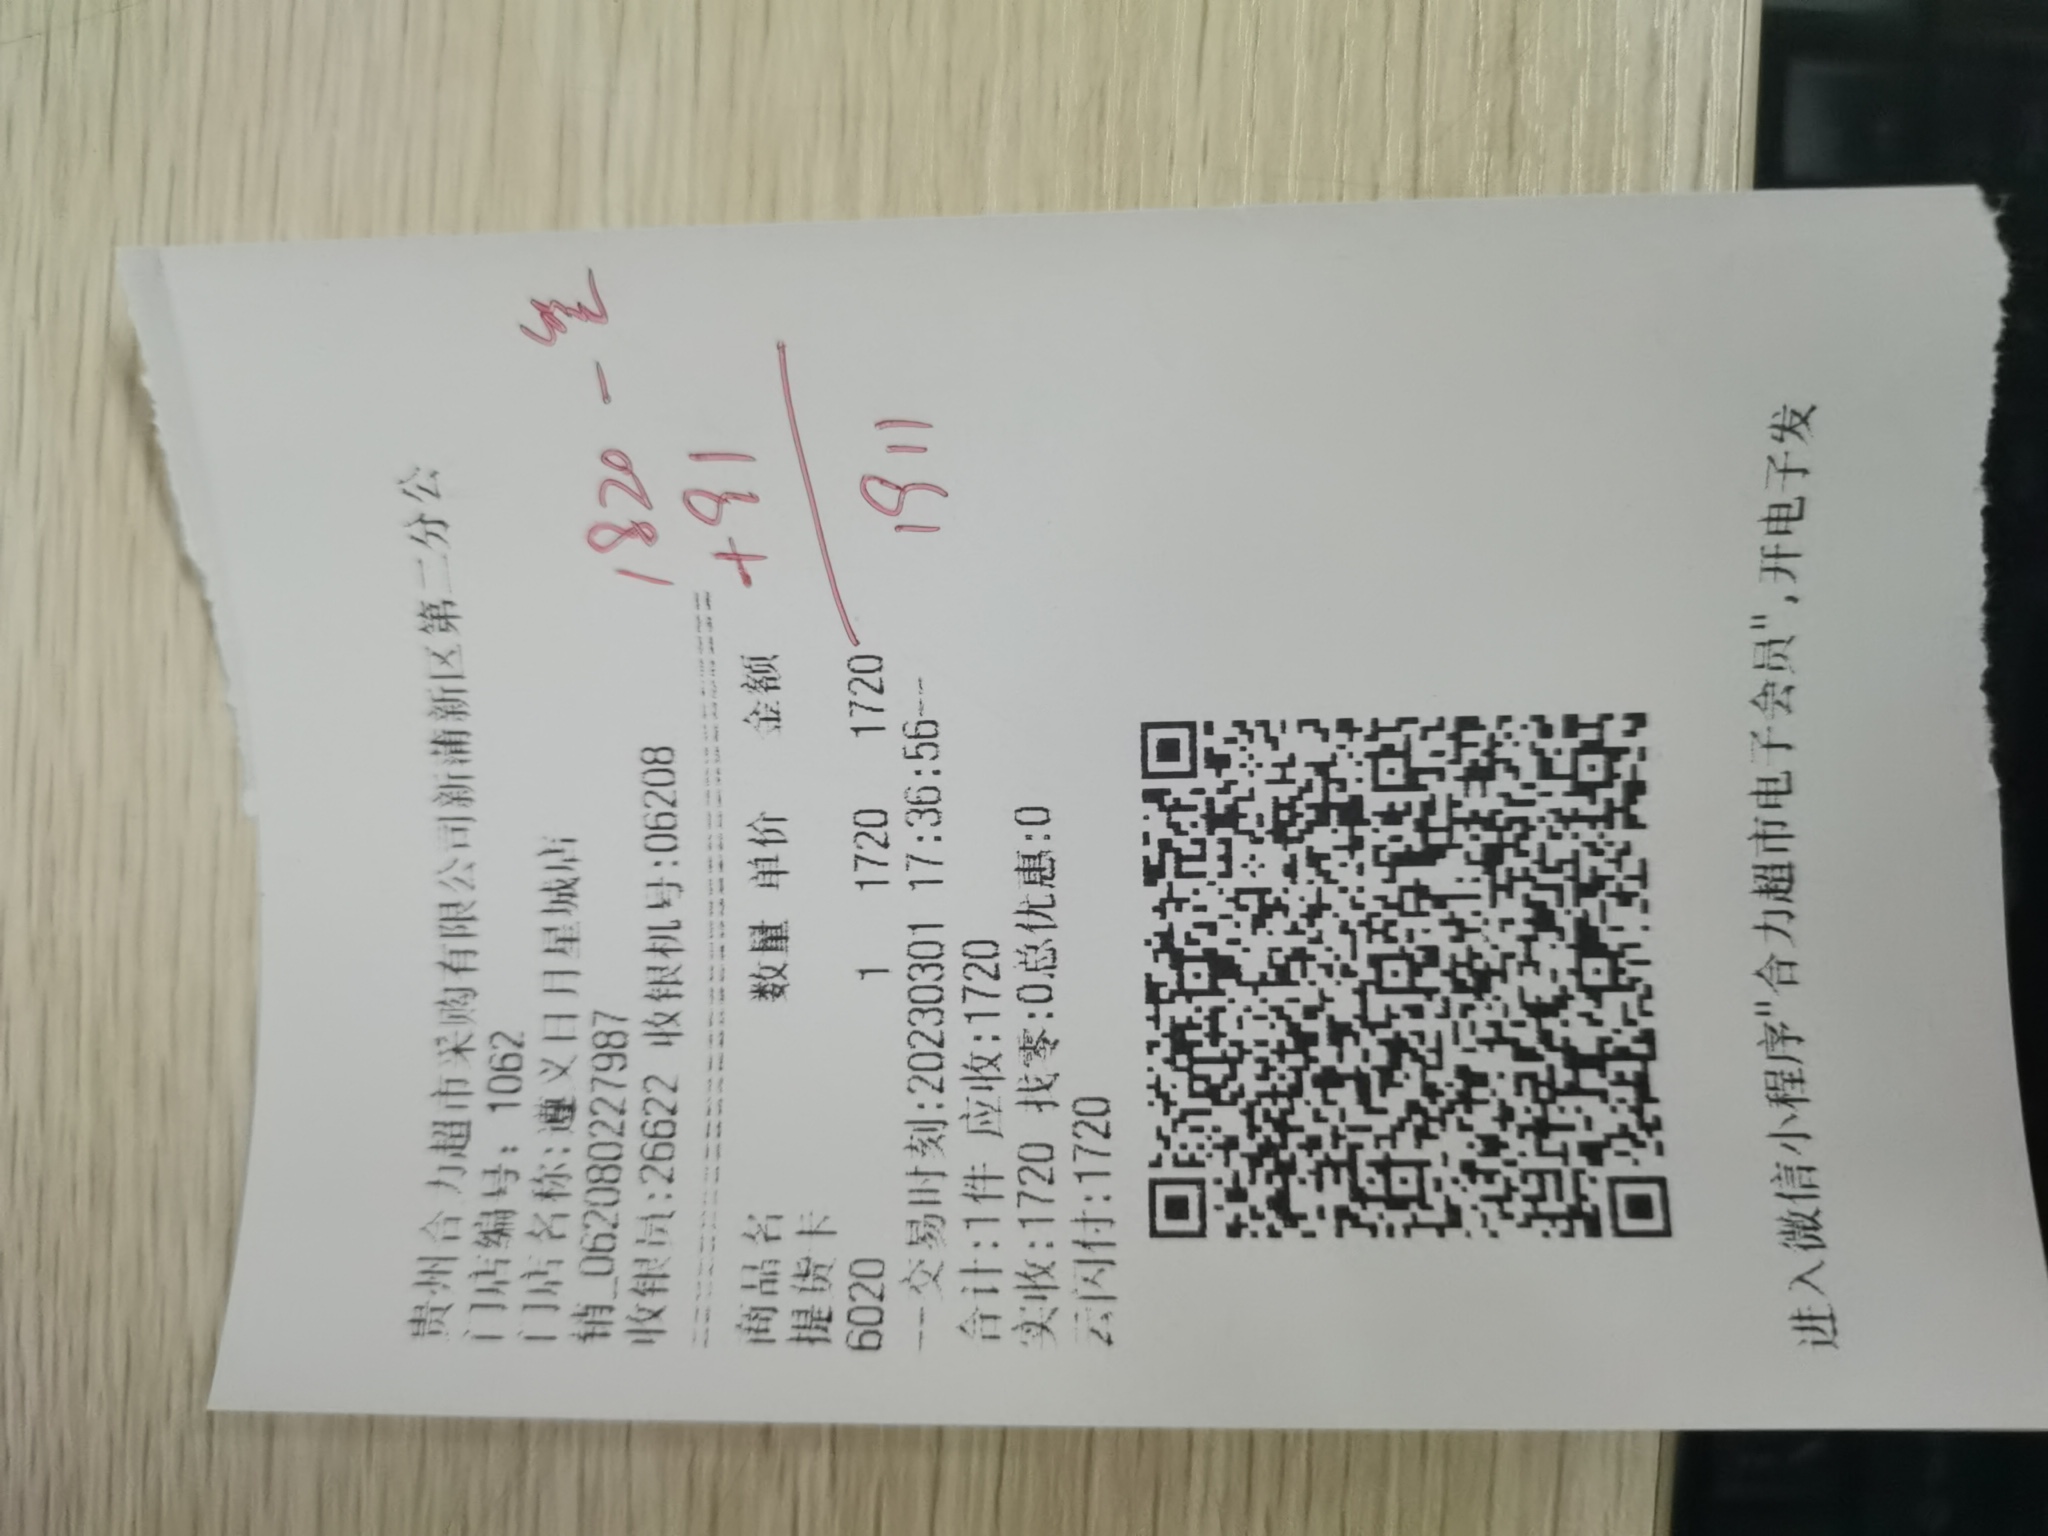 贵州合力超市采购有限公司新蒲新区第二分公
门店编号：1062
门店名称:遵义日月星城店
销_062080227987
收银员:26622 收银机号:06208
商品名 数量 单价 金额
提货卡
6020 1 1720 1720
--交易时刻:20230301 17:36:56--
合计:1件 应收:1720
实收:1720 找零:0总优惠:0
云闪付:1720
进入微信小程序"合力超市电子会员",开电子发
1820 -
+ 91
1911